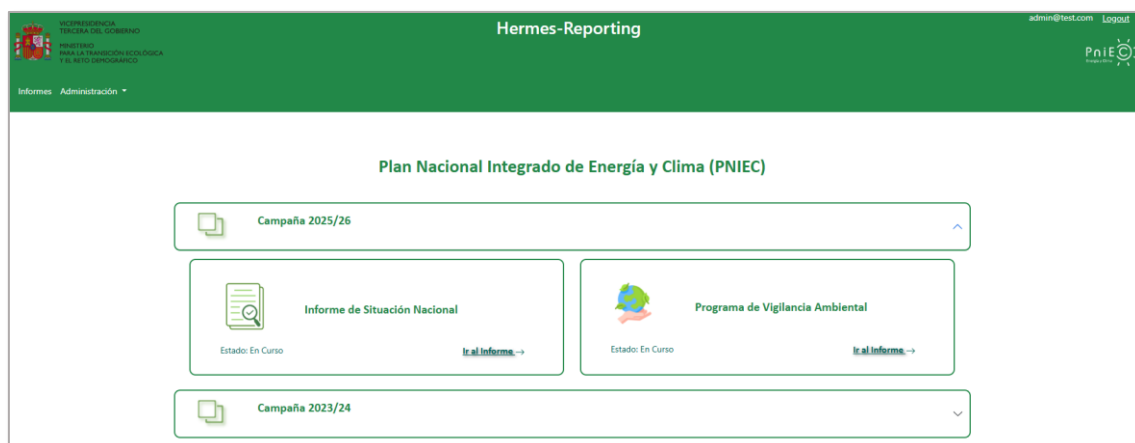 VICEPRESIDENCIA
TERCERA DEL GOBIERNO
MINISTERIO
PARA LA TRANSICIÓN ECOLÓGICA
Y EL RETO DEMOGRÁFICO
Hermes-Reporting
admin@test.com Logout
PniEC
Informes Administración
Plan Nacional Integrado de Energía y Clima (PNIEC)
Campaña 2025/26
Informe de Situación Nacional
Estado: En Curso
Ir al Informe →
Programa de Vigilancia Ambiental
Estado: En Curso
Ir al Informe →
Campaña 2023/24